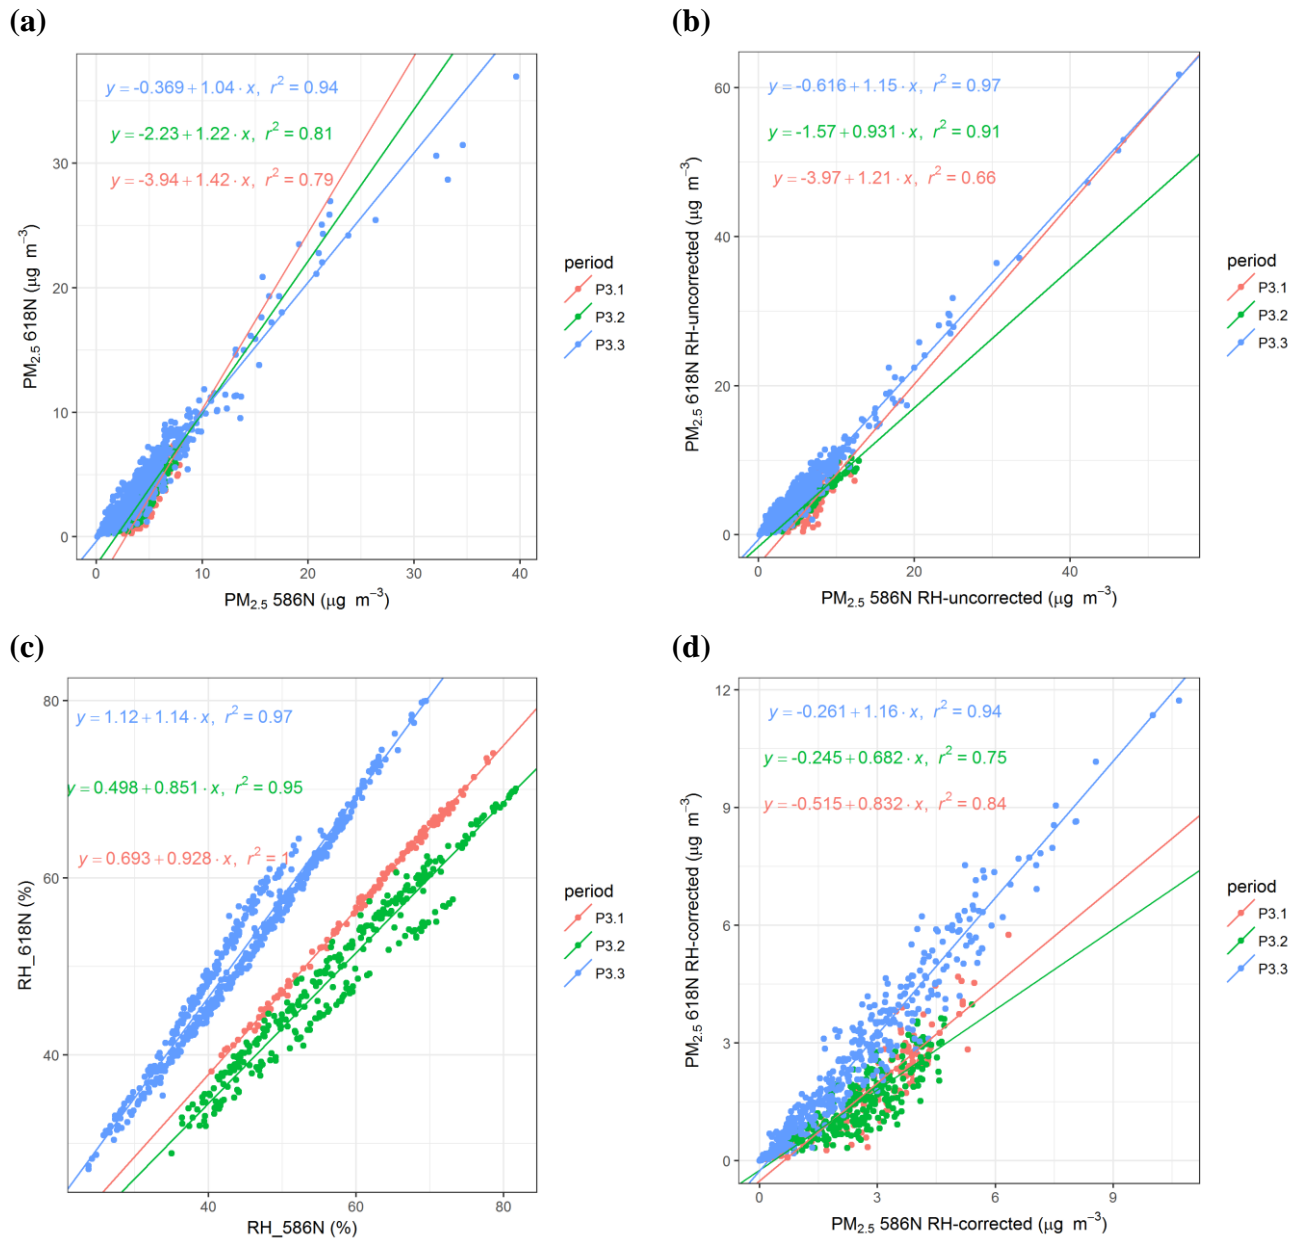 (a)
y = -0.369 + 1.04 · x, r² = 0.94
y = -2.23 + 1.22 · x, r² = 0.81
y = -3.94 + 1.42 · x, r² = 0.79
30
20
10
0
PM₂.₅ 618N (μg m⁻³)
0 10 20 30 40
PM₂.₅ 586N (μg m⁻³)
period
P3.1
P3.2
P3.3
(b)
y = -0.616 + 1.15 · x, r² = 0.97
y = -1.57 + 0.931 · x, r² = 0.91
y = -3.97 + 1.21 · x, r² = 0.66
60
40
20
0
PM₂.₅ 618N RH-uncorrected (μg m⁻³)
0 20 40
PM₂.₅ 586N RH-uncorrected (μg m⁻³)
period
P3.1
P3.2
P3.3
(c)
y = 1.12 + 1.14 · x, r² = 0.97
y = 0.498 + 0.851 · x, r² = 0.95
y = 0.693 + 0.928 · x, r² = 1
80
60
40
RH_618N (%)
40 60 80
RH_586N (%)
period
P3.1
P3.2
P3.3
(d)
y = -0.261 + 1.16 · x, r² = 0.94
y = -0.245 + 0.682 · x, r² = 0.75
y = -0.515 + 0.832 · x, r² = 0.84
12
9
6
3
0
PM₂.₅ 618N RH-corrected (μg m⁻³)
0 3 6 9
PM₂.₅ 586N RH-corrected (μg m⁻³)
period
P3.1
P3.2
P3.3